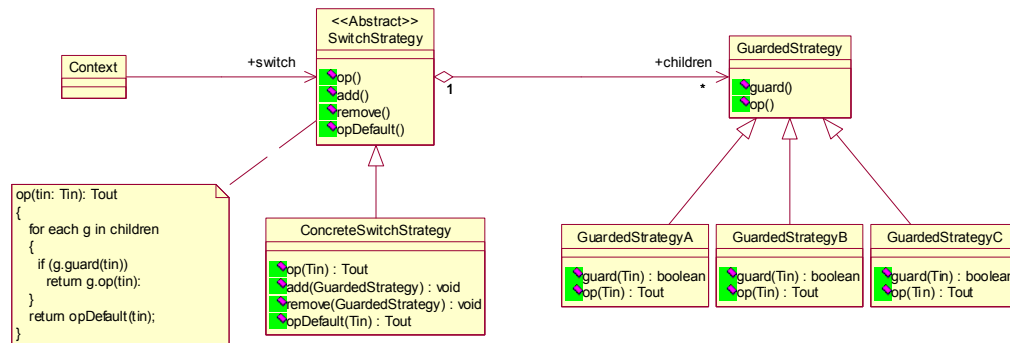 <<Abstract>>
SwitchStrategy
op()
add()
remove()
opDefault()
Context
+switch
1
+children
*
GuardedStrategy
guard()
op()
op(tin: Tin): Tout
{
for each g in children
{
if (g.guard(tin))
return g.op(tin:
}
return opDefault(tin);
}
ConcreteSwitchStrategy
op(Tin) : Tout
add(GuardedStrategy) : void
remove(GuardedStrategy) : void
opDefault(Tin) : Tout
GuardedStrategyA
guard(Tin) : boolean
op(Tin) : Tout
GuardedStrategyB
guard(Tin) : boolean
op(Tin) : Tout
GuardedStrategyC
guard(Tin) : boolean
op(Tin) : Tout